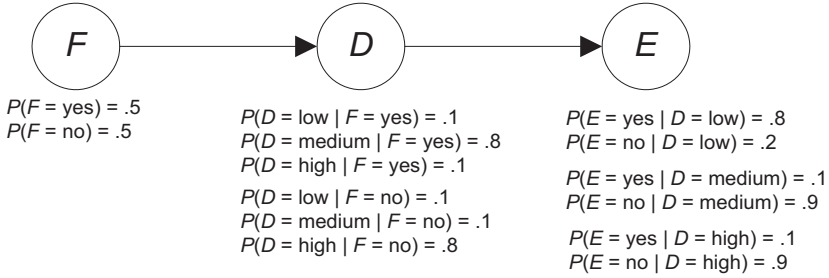 F
D
E
P(F = yes) = .5
P(F = no) = .5
P(D = low | F = yes) = .1
P(D = medium | F = yes) = .8
P(D = high | F = yes) = .1
P(D = low | F = no) = .1
P(D = medium | F = no) = .1
P(D = high | F = no) = .8
P(E = yes | D = low) = .8
P(E = no | D = low) = .2
P(E = yes | D = medium) = .1
P(E = no | D = medium) = .9
P(E = yes | D = high) = .1
P(E = no | D = high) = .9